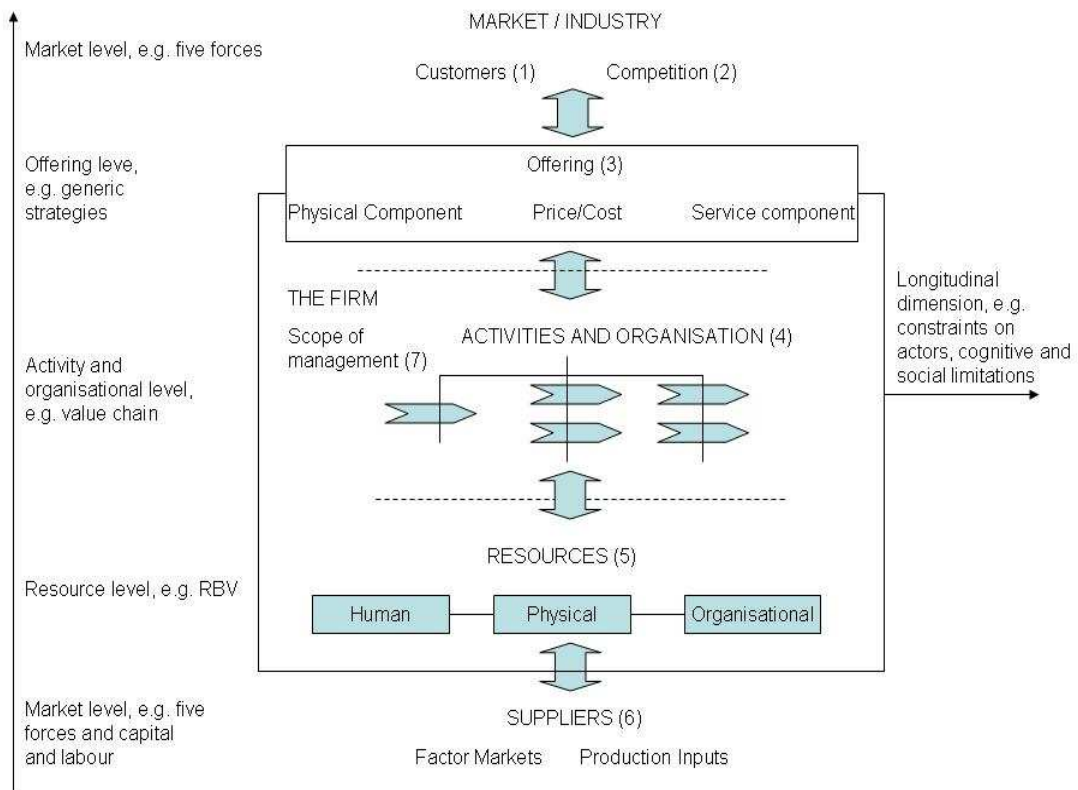 MARKET / INDUSTRY
Market level, e.g. five forces
Customers (1)
Competition (2)
Offering leve,
e.g. generic
strategies
Offering (3)
Physical Component
Price/Cost
Service component
THE FIRM
Scope of
management (7)
ACTIVITIES AND ORGANISATION (4)
Longitudinal
dimension, e.g.
constraints on
actors, cognitive and
social limitations
Activity and
organisational level,
e.g. value chain
RESOURCES (5)
Resource level, e.g. RBV
Human
Physical
Organisational
Market level, e.g. five
forces and capital
and labour
SUPPLIERS (6)
Factor Markets
Production Inputs